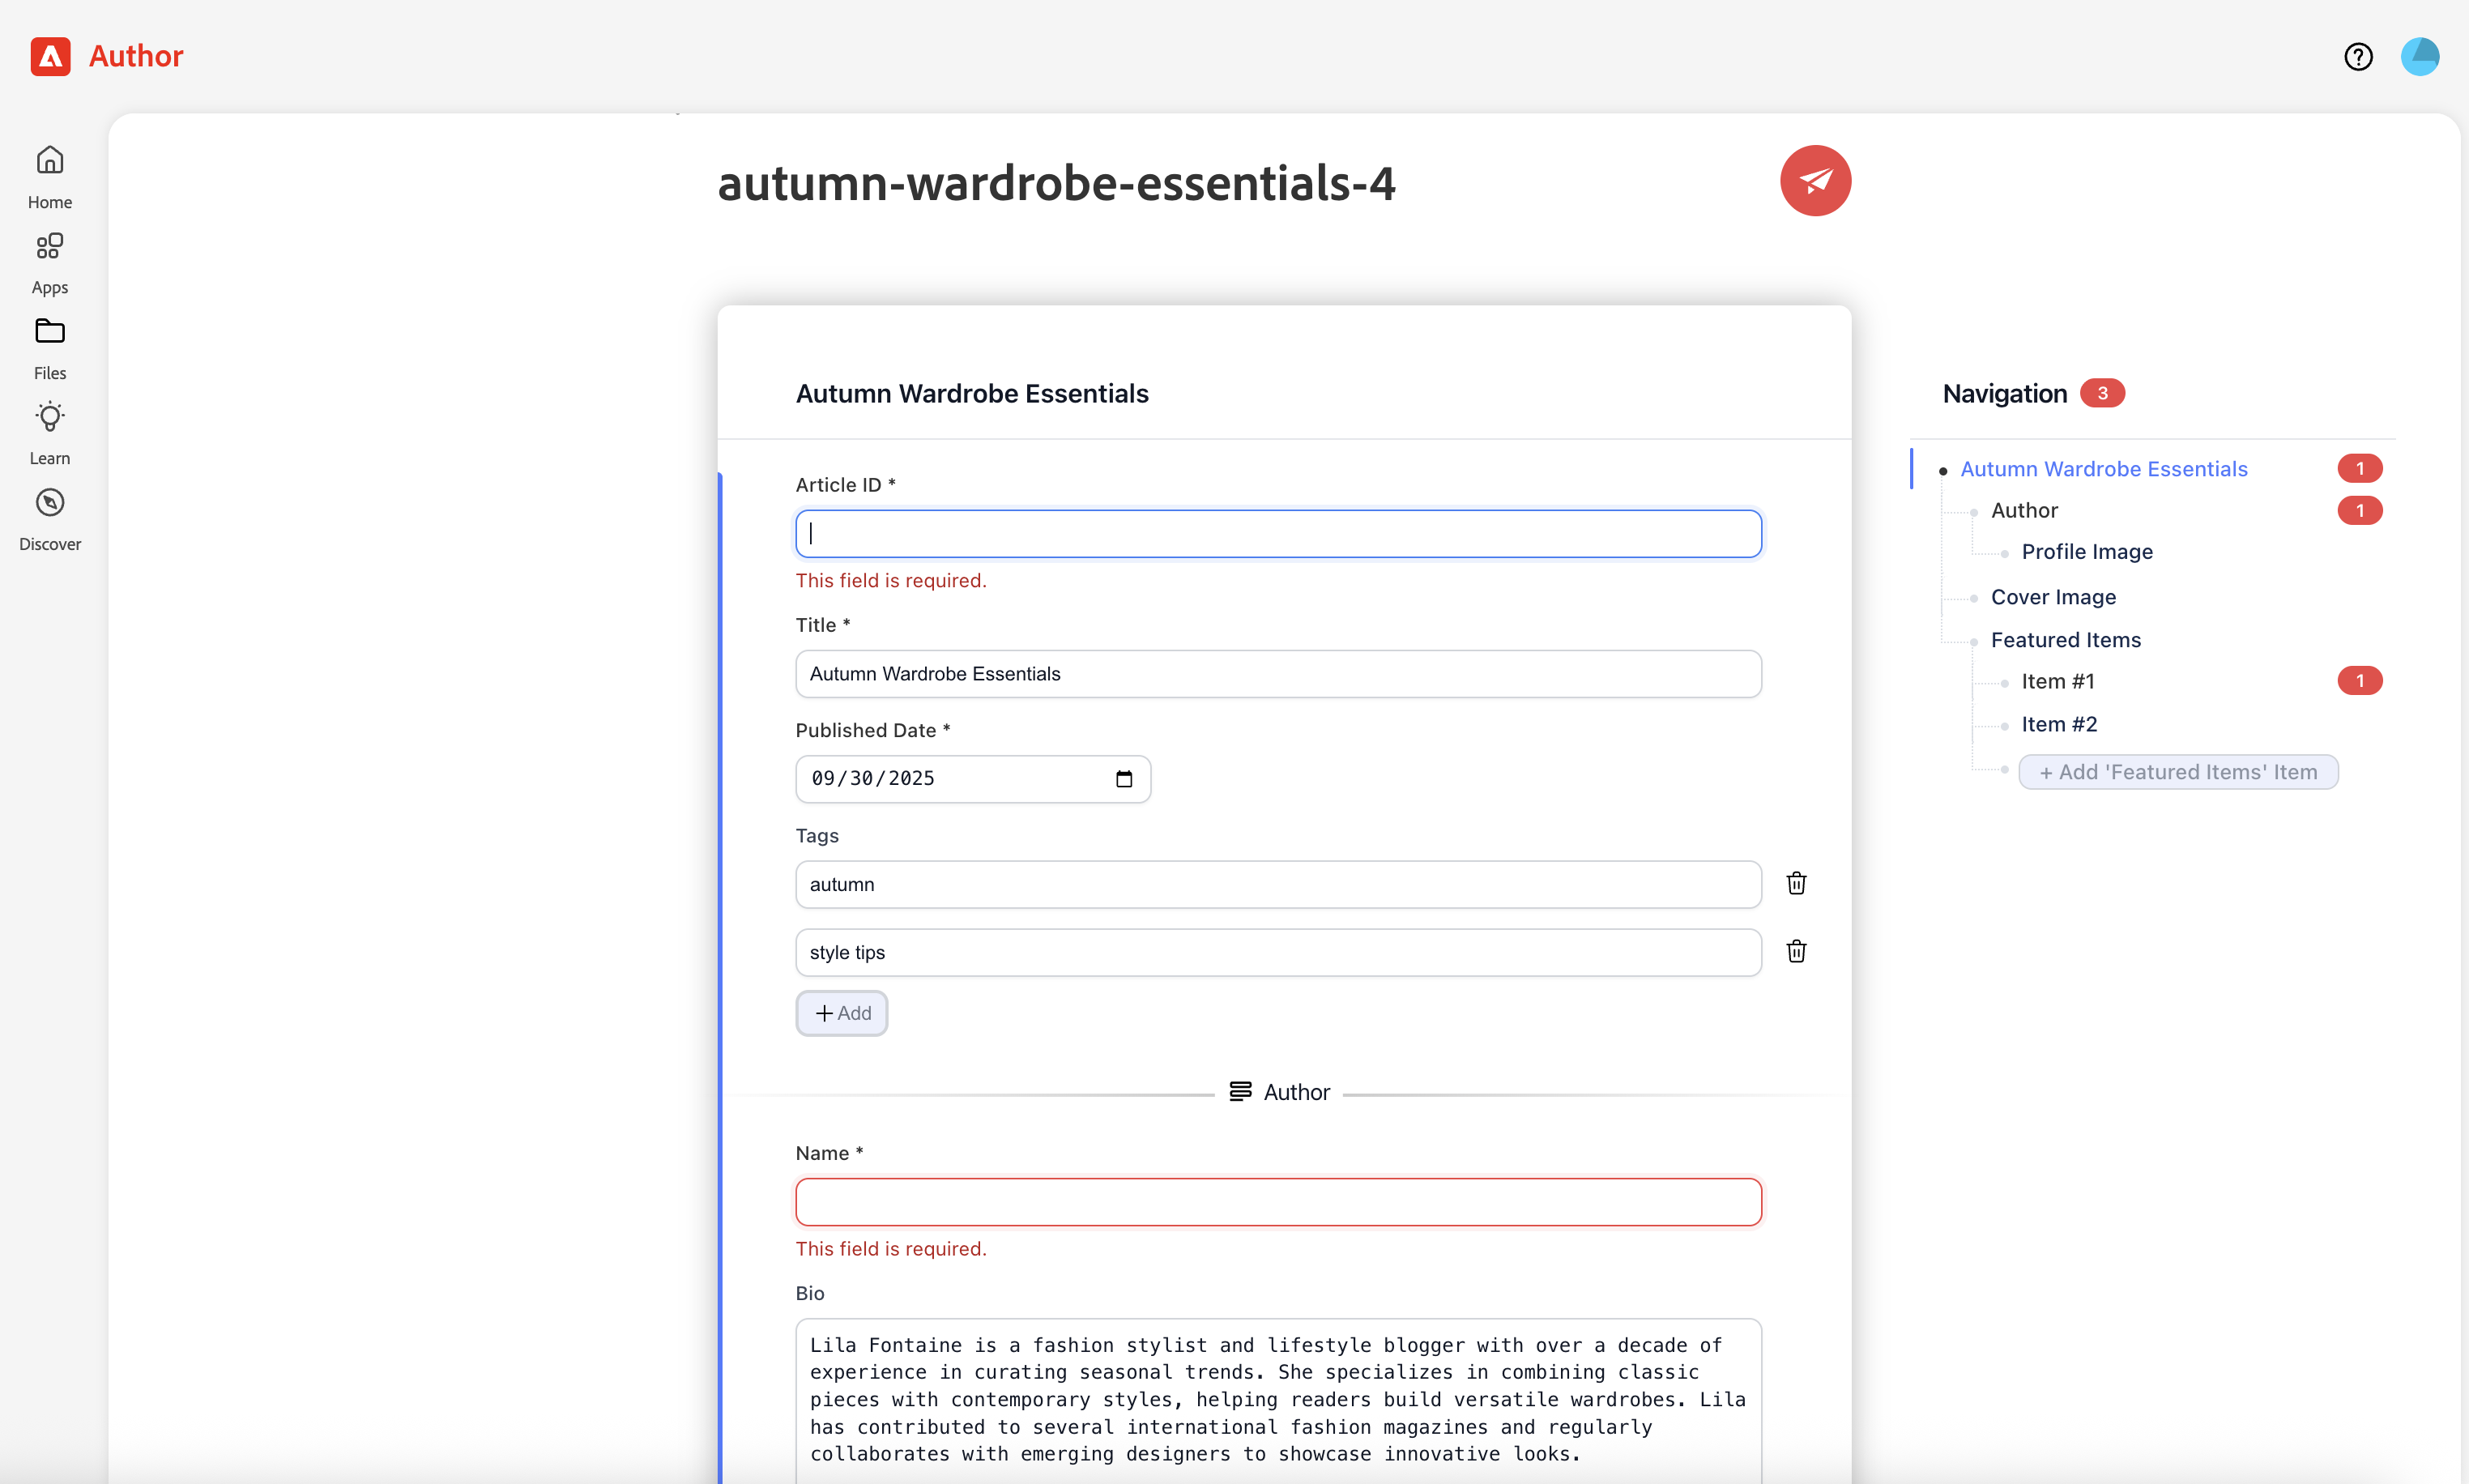 Author
Home
Apps
Files
Learn
Discover
autumn-wardrobe-essentials-4
Autumn Wardrobe Essentials
Article ID *
This field is required.
Title *
Autumn Wardrobe Essentials
Published Date *
09/30/2025
Tags
autumn
style tips
+ Add
Author
Name *
This field is required.
Bio
Lila Fontaine is a fashion stylist and lifestyle blogger with over a decade of
experience in curating seasonal trends. She specializes in combining classic
pieces with contemporary styles, helping readers build versatile wardrobes. Lila
has contributed to several international fashion magazines and regularly
collaborates with emerging designers to showcase innovative looks.
Navigation 3
Autumn Wardrobe Essentials 1
Author 1
Profile Image
Cover Image
Featured Items
Item #1 1
Item #2
+ Add 'Featured Items' Item